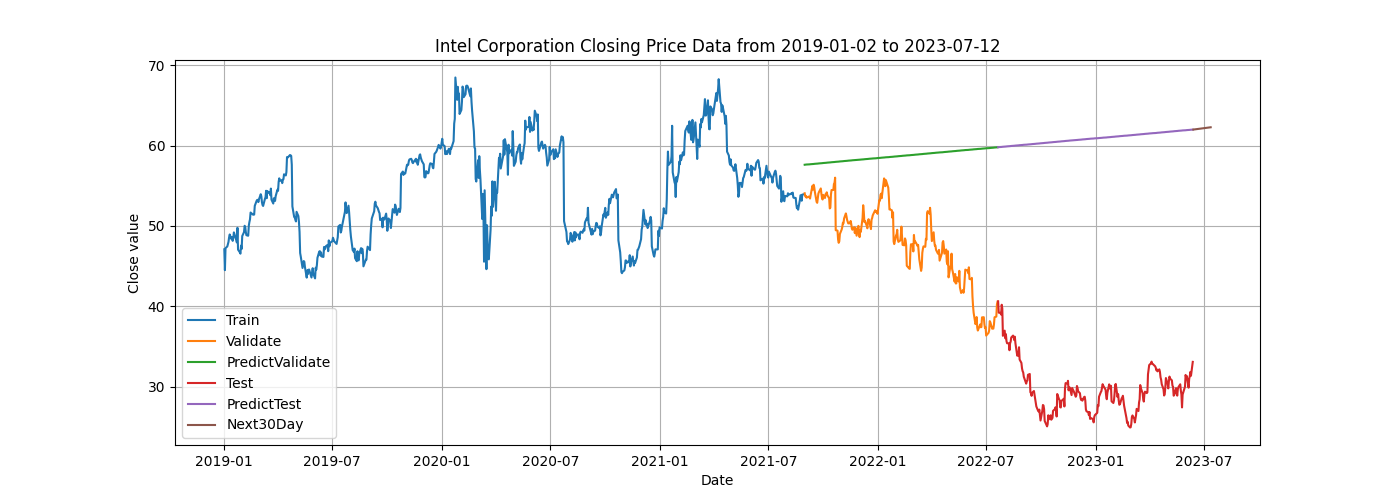 Intel Corporation Closing Price Data from 2019-01-02 to 2023-07-12
70
60
50
40
30
Close value
Train
Validate
PredictValidate
Test
PredictTest
Next30Day
2019-01 2019-07 2020-01 2020-07 2021-01 2021-07 2022-01 2022-07 2023-01 2023-07
Date